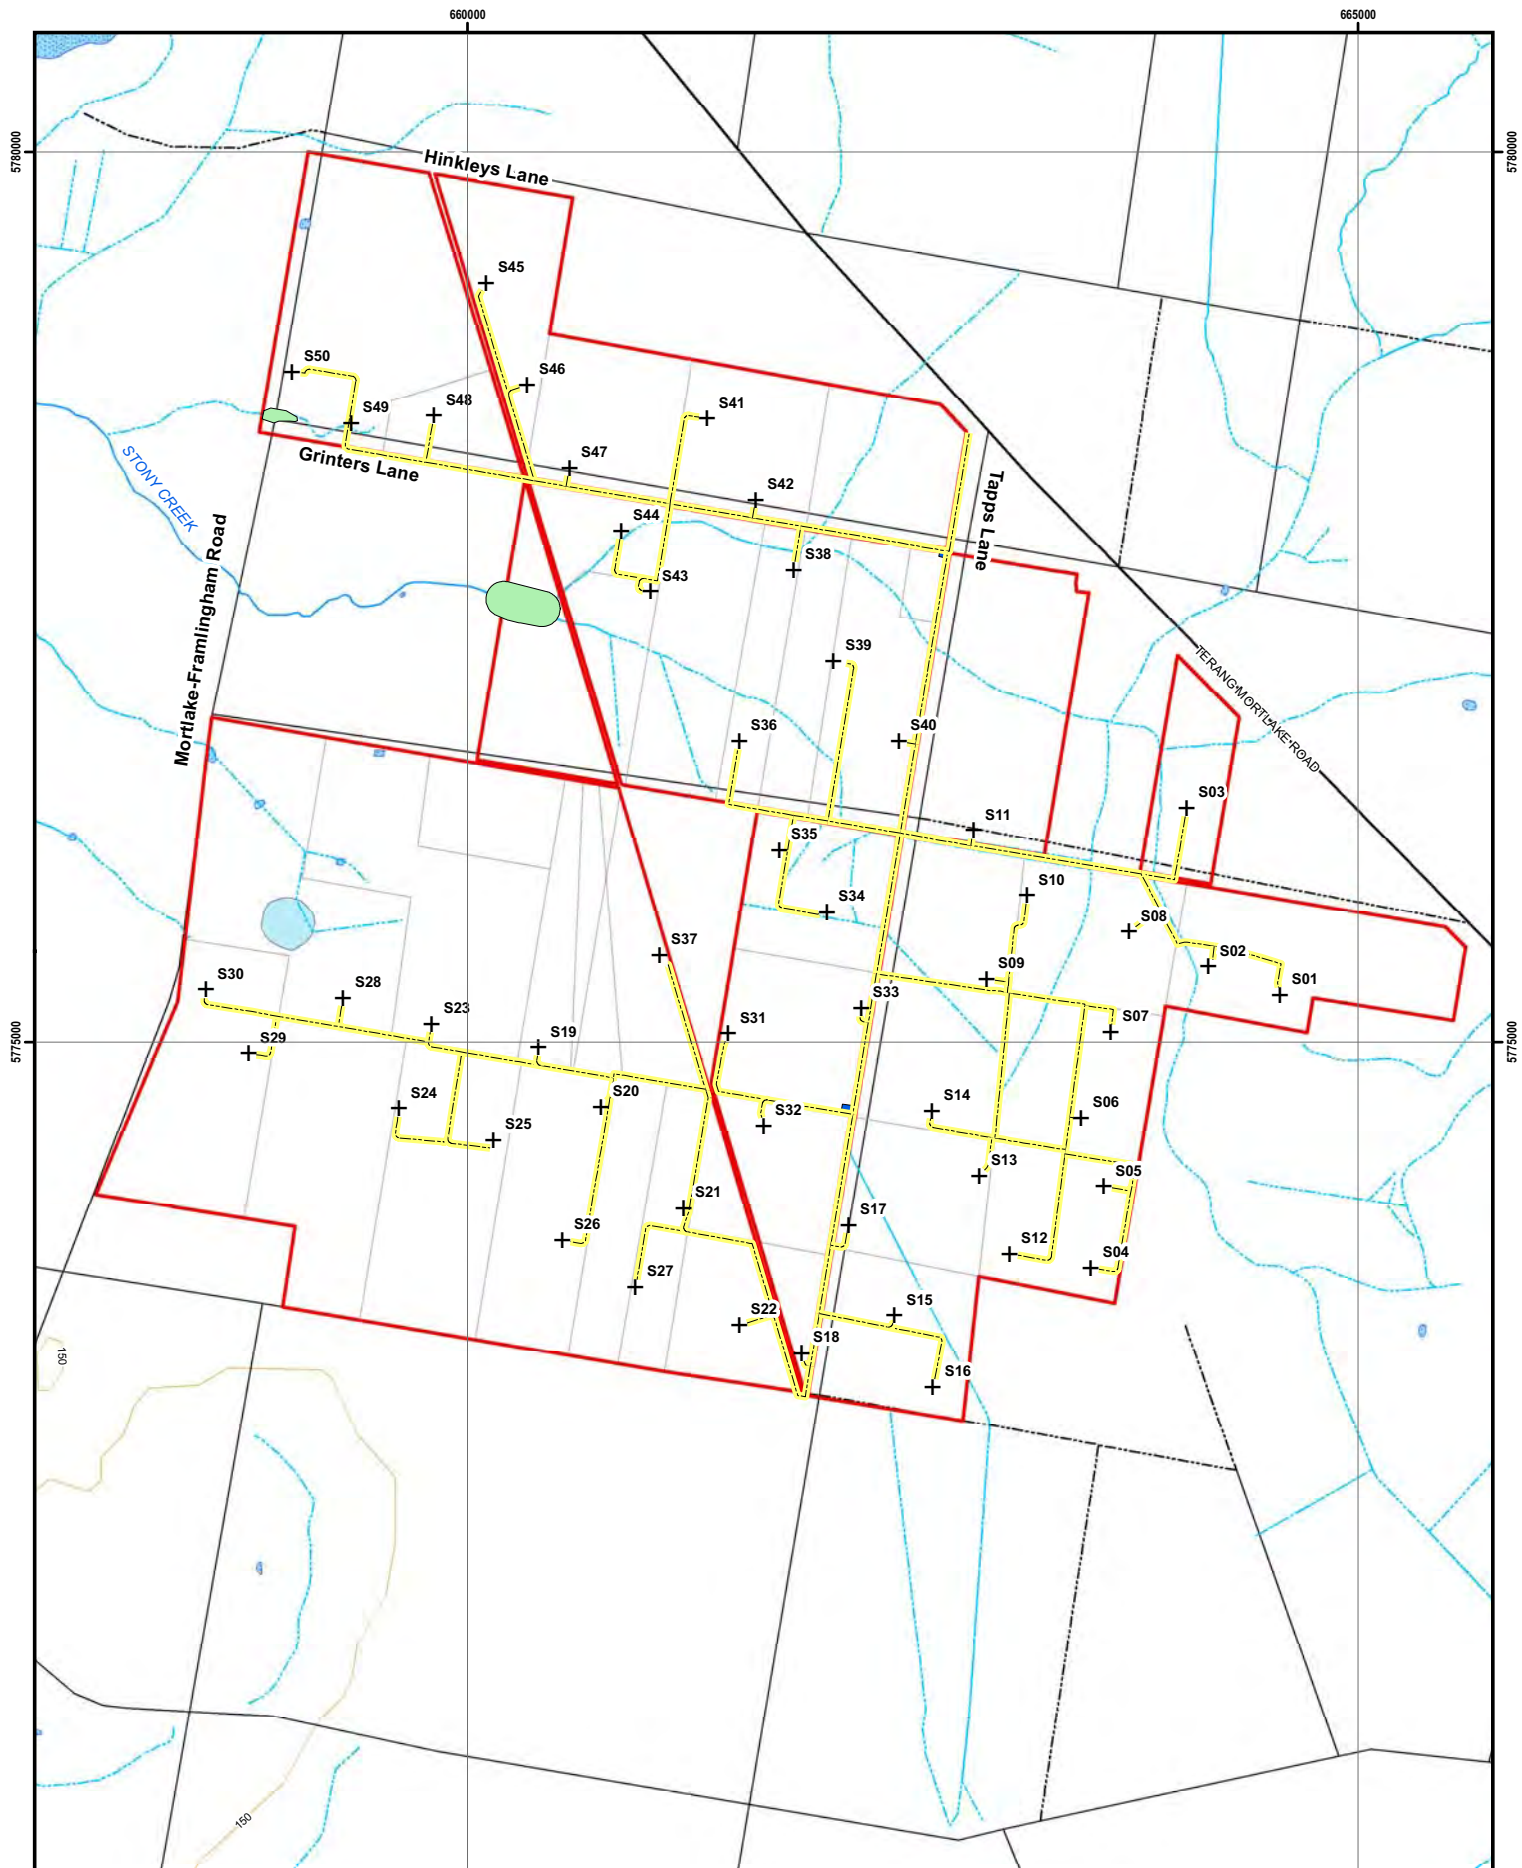 660000
665000
5780000
5780000
Hinkleys Lane
S45
S50
S46
S49
S48
S41
Grinters Lane
S47
STONY CREEK
S42
Tapps Lane
S44
S38
S43
Mortlake-Framlingham Road
S39
TERANG-MORTLAKE-ROAD
S36
S40
S03
S11
S35
S10
S34
S08
S37
S02
S09
S01
S30
S28
S33
S07
S23
S31
S29
S19
5775000
5775000
S24
S20
S32
S14
S06
S25
S13
S05
S21
S17
S26
S12
S04
S27
S22
S15
S18
150
S16
150